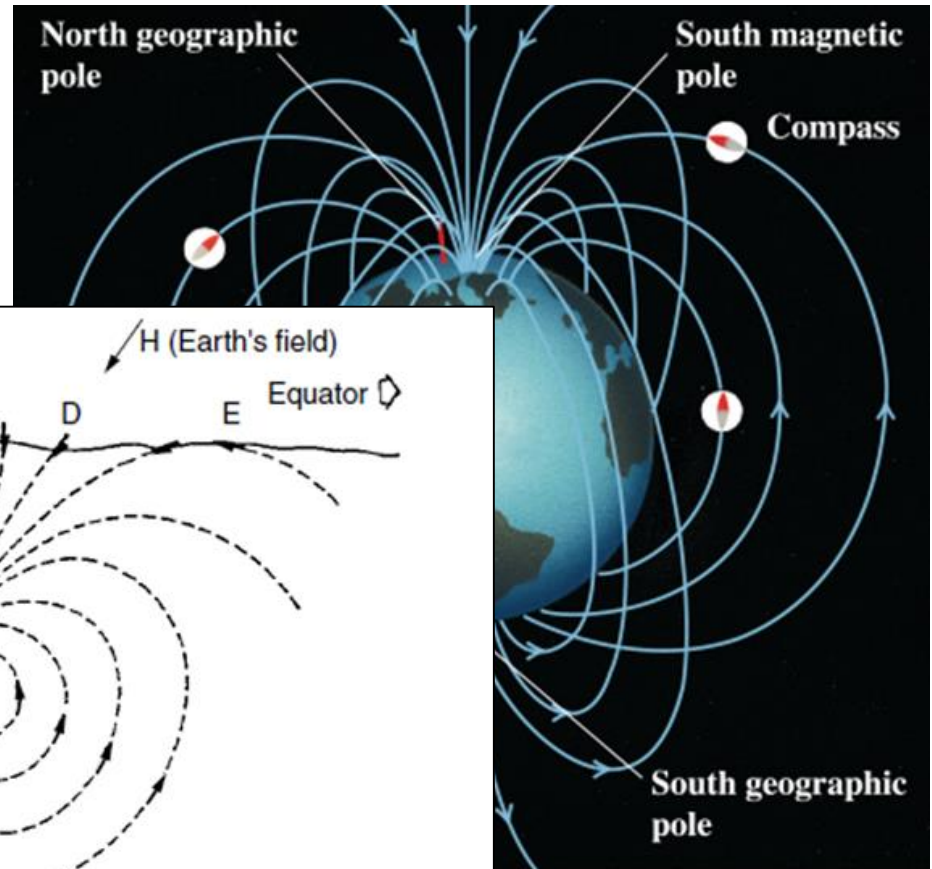 North geographic
pole
South magnetic
pole
Compass
H (Earth's field)
Equator
D
E
South geographic
pole